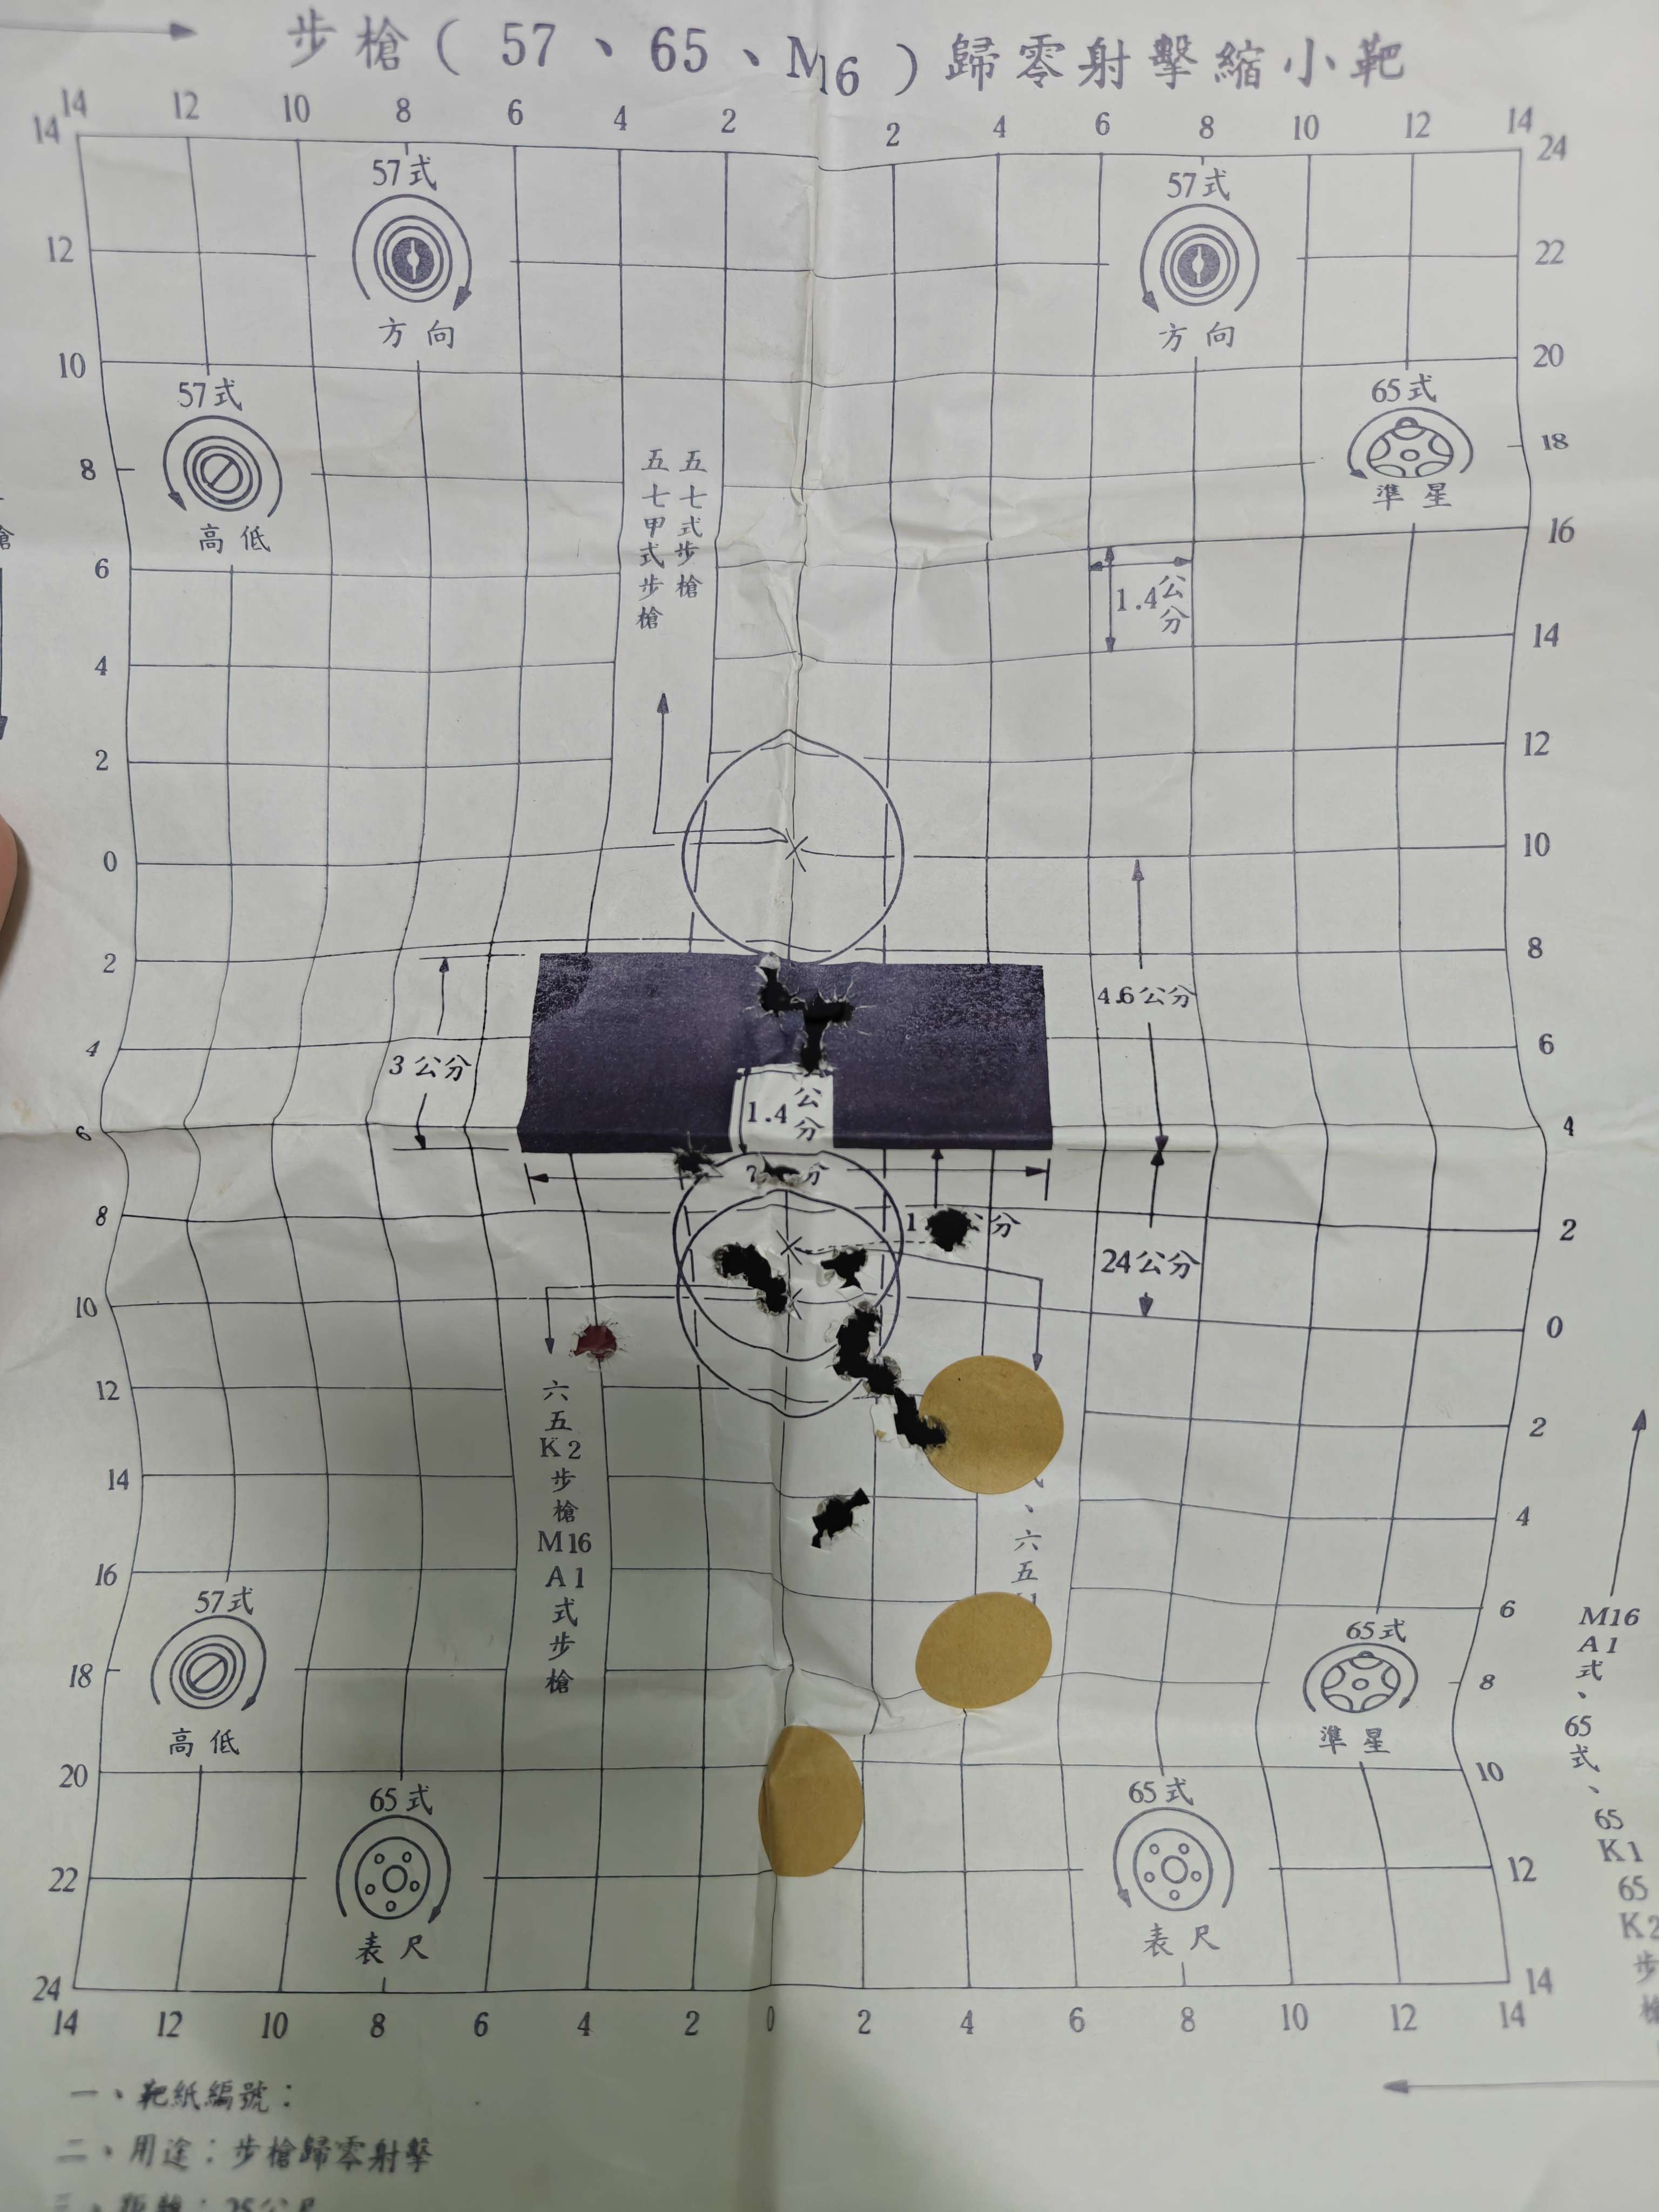 步槍(57、65、M16)歸零射擊縮小靶
14 12 10 8 6 4 2 2 4 6 8 10 12 14
14 24
57式 57式
12 22
方向 方向
10 20
57式 65式
8 18
準星
高低
五七式步槍
五七甲式步槍
槍
16
6
1.4公分
4 14
2 12
0 10
2 8
4.6公分
4 6
3公分
1.4公分
6 4
分
8 1 分 2
24公分
10 0
12
六五K2步槍M16A1式步槍
2
14
、六五
4
16
57式 6
65式
M16A1式、65式、65K1 65K2步槍
18 8
高低 準星
20 10
65式 65式
22 12
表尺 表尺
24 14
14 12 10 8 6 4 2 0 2 4 6 8 10 12 14
一、靶紙編號:
二、用途:步槍歸零射擊
三、距離:25公尺